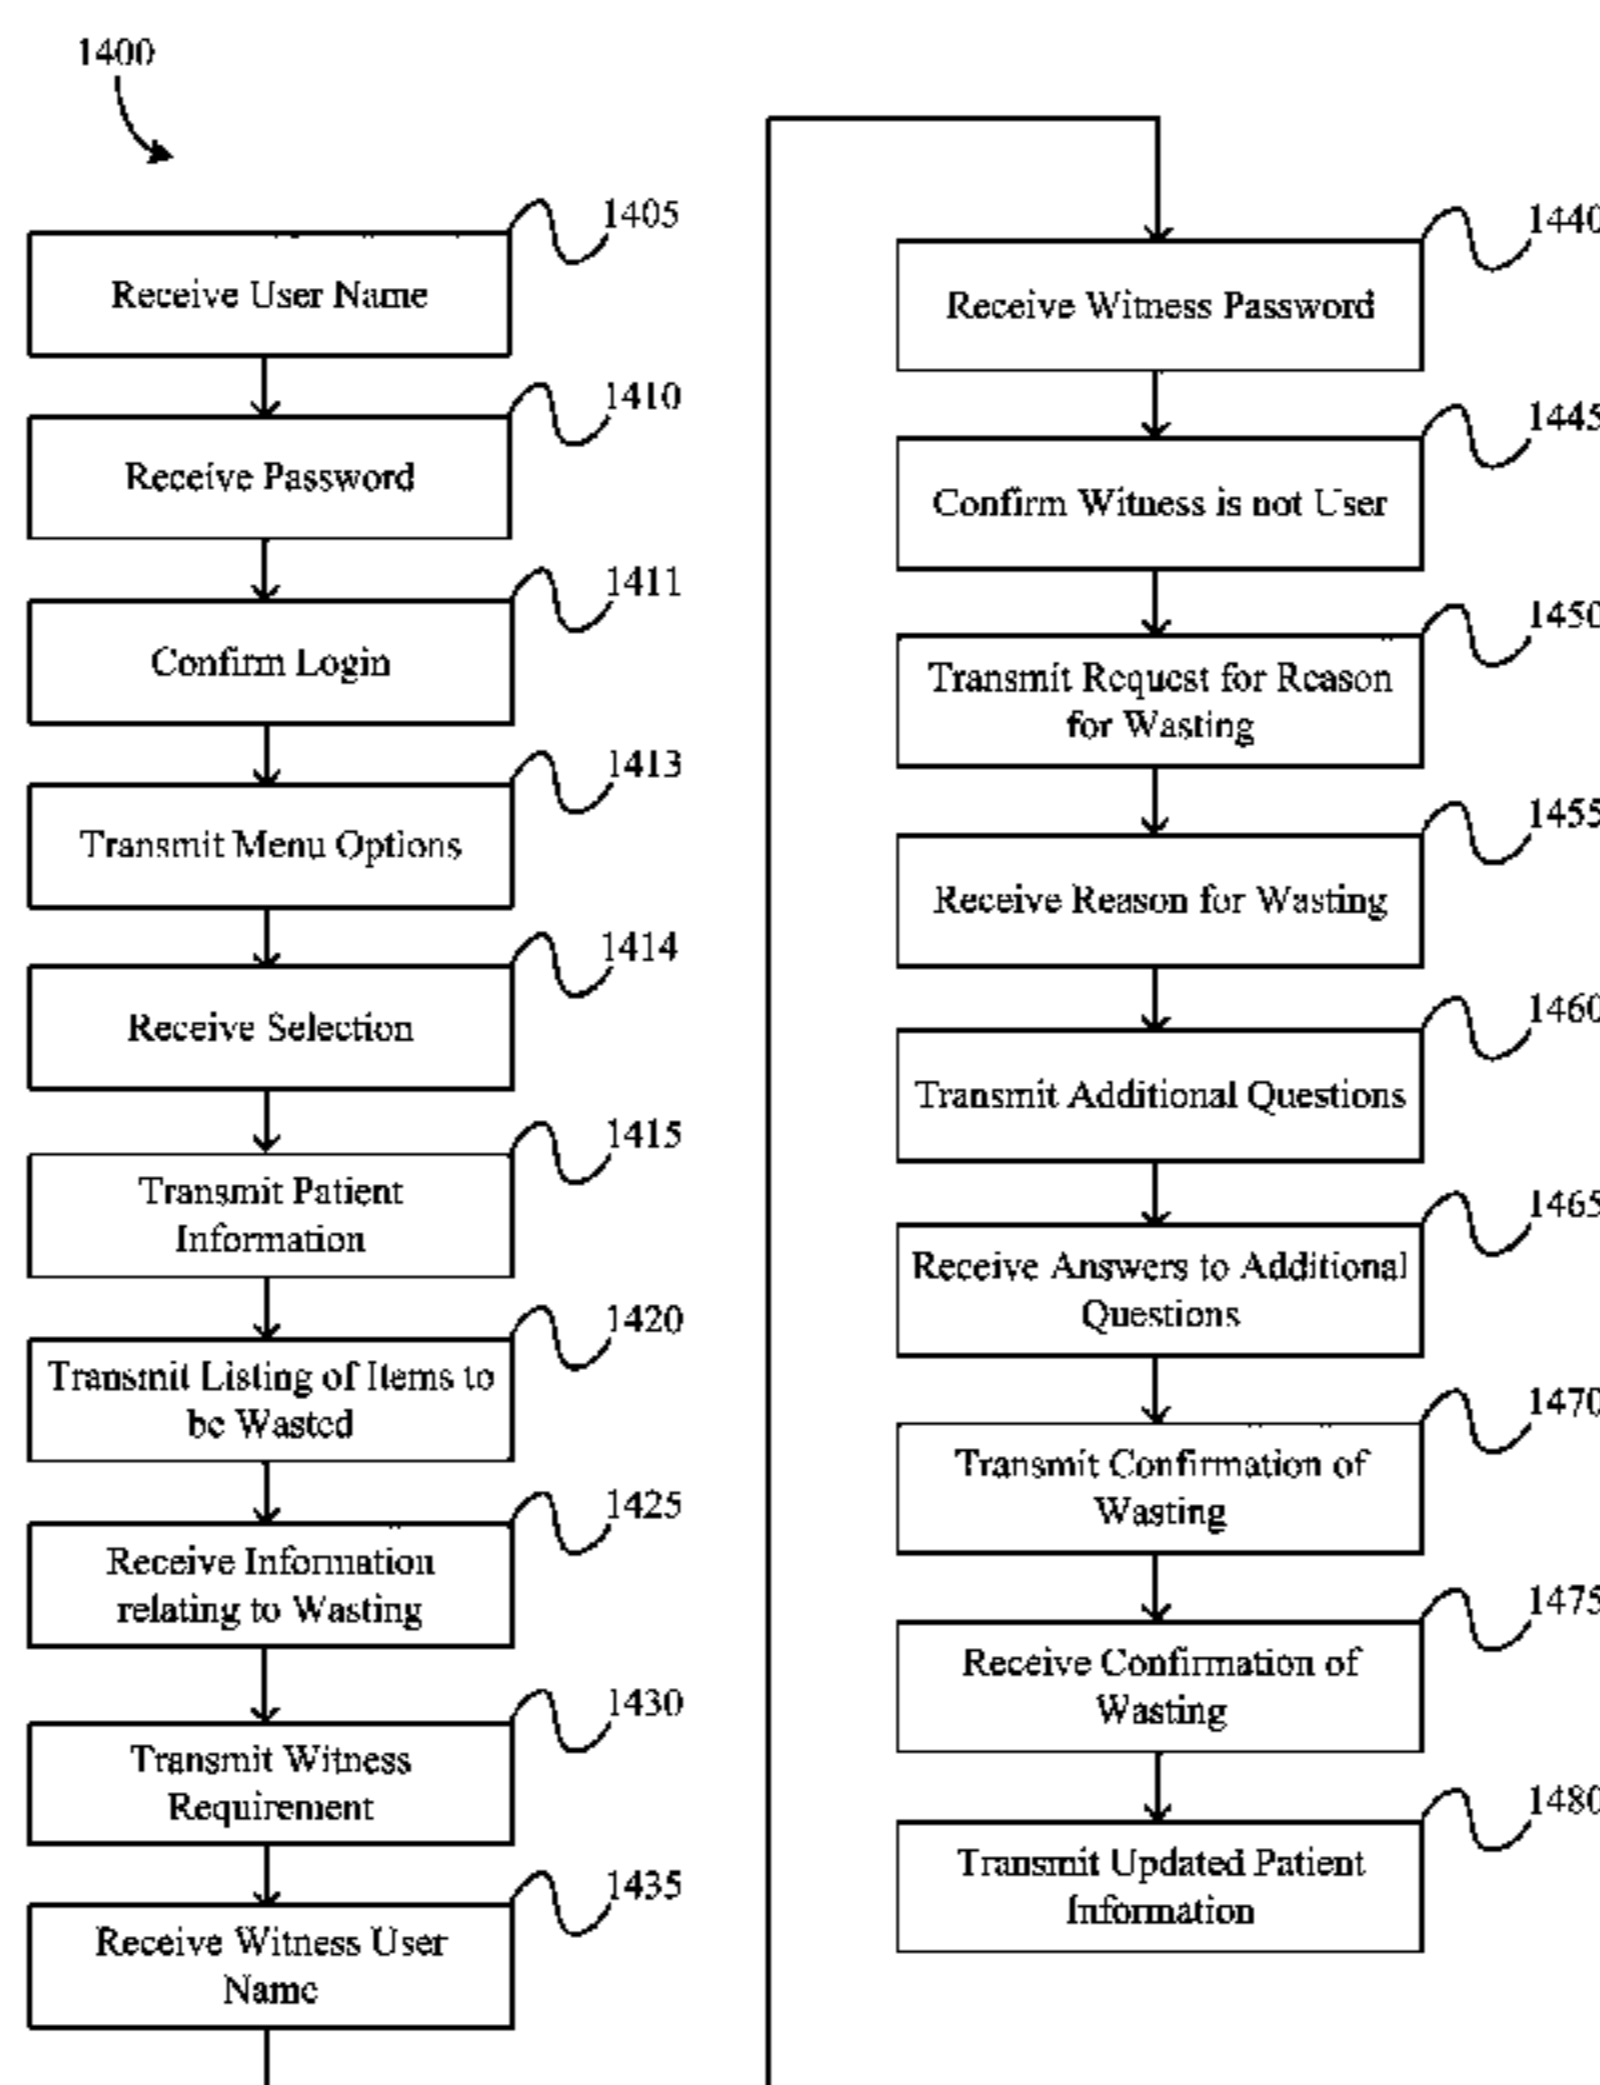 1400
1405
Receive User Name
1410
Receive Password
1411
Confirm Login
1413
Transmit Menu Options
1414
Receive Selection
1415
Transmit Patient
Information
1420
Transmit Listing of Items to
be Wasted
1425
Receive Information
relating to Wasting
1430
Transmit Witness
Requirement
1435
Receive Witness User
Name
1440
Receive Witness Password
1445
Confirm Witness is not User
1450
Transmit Request for Reason
for Wasting
1455
Receive Reason for Wasting
1460
Transmit Additional Questions
1465
Receive Answers to Additional
Questions
1470
Transmit Confirmation of
Wasting
1475
Receive Confirmation of
Wasting
1480
Transmit Updated Patient
Information